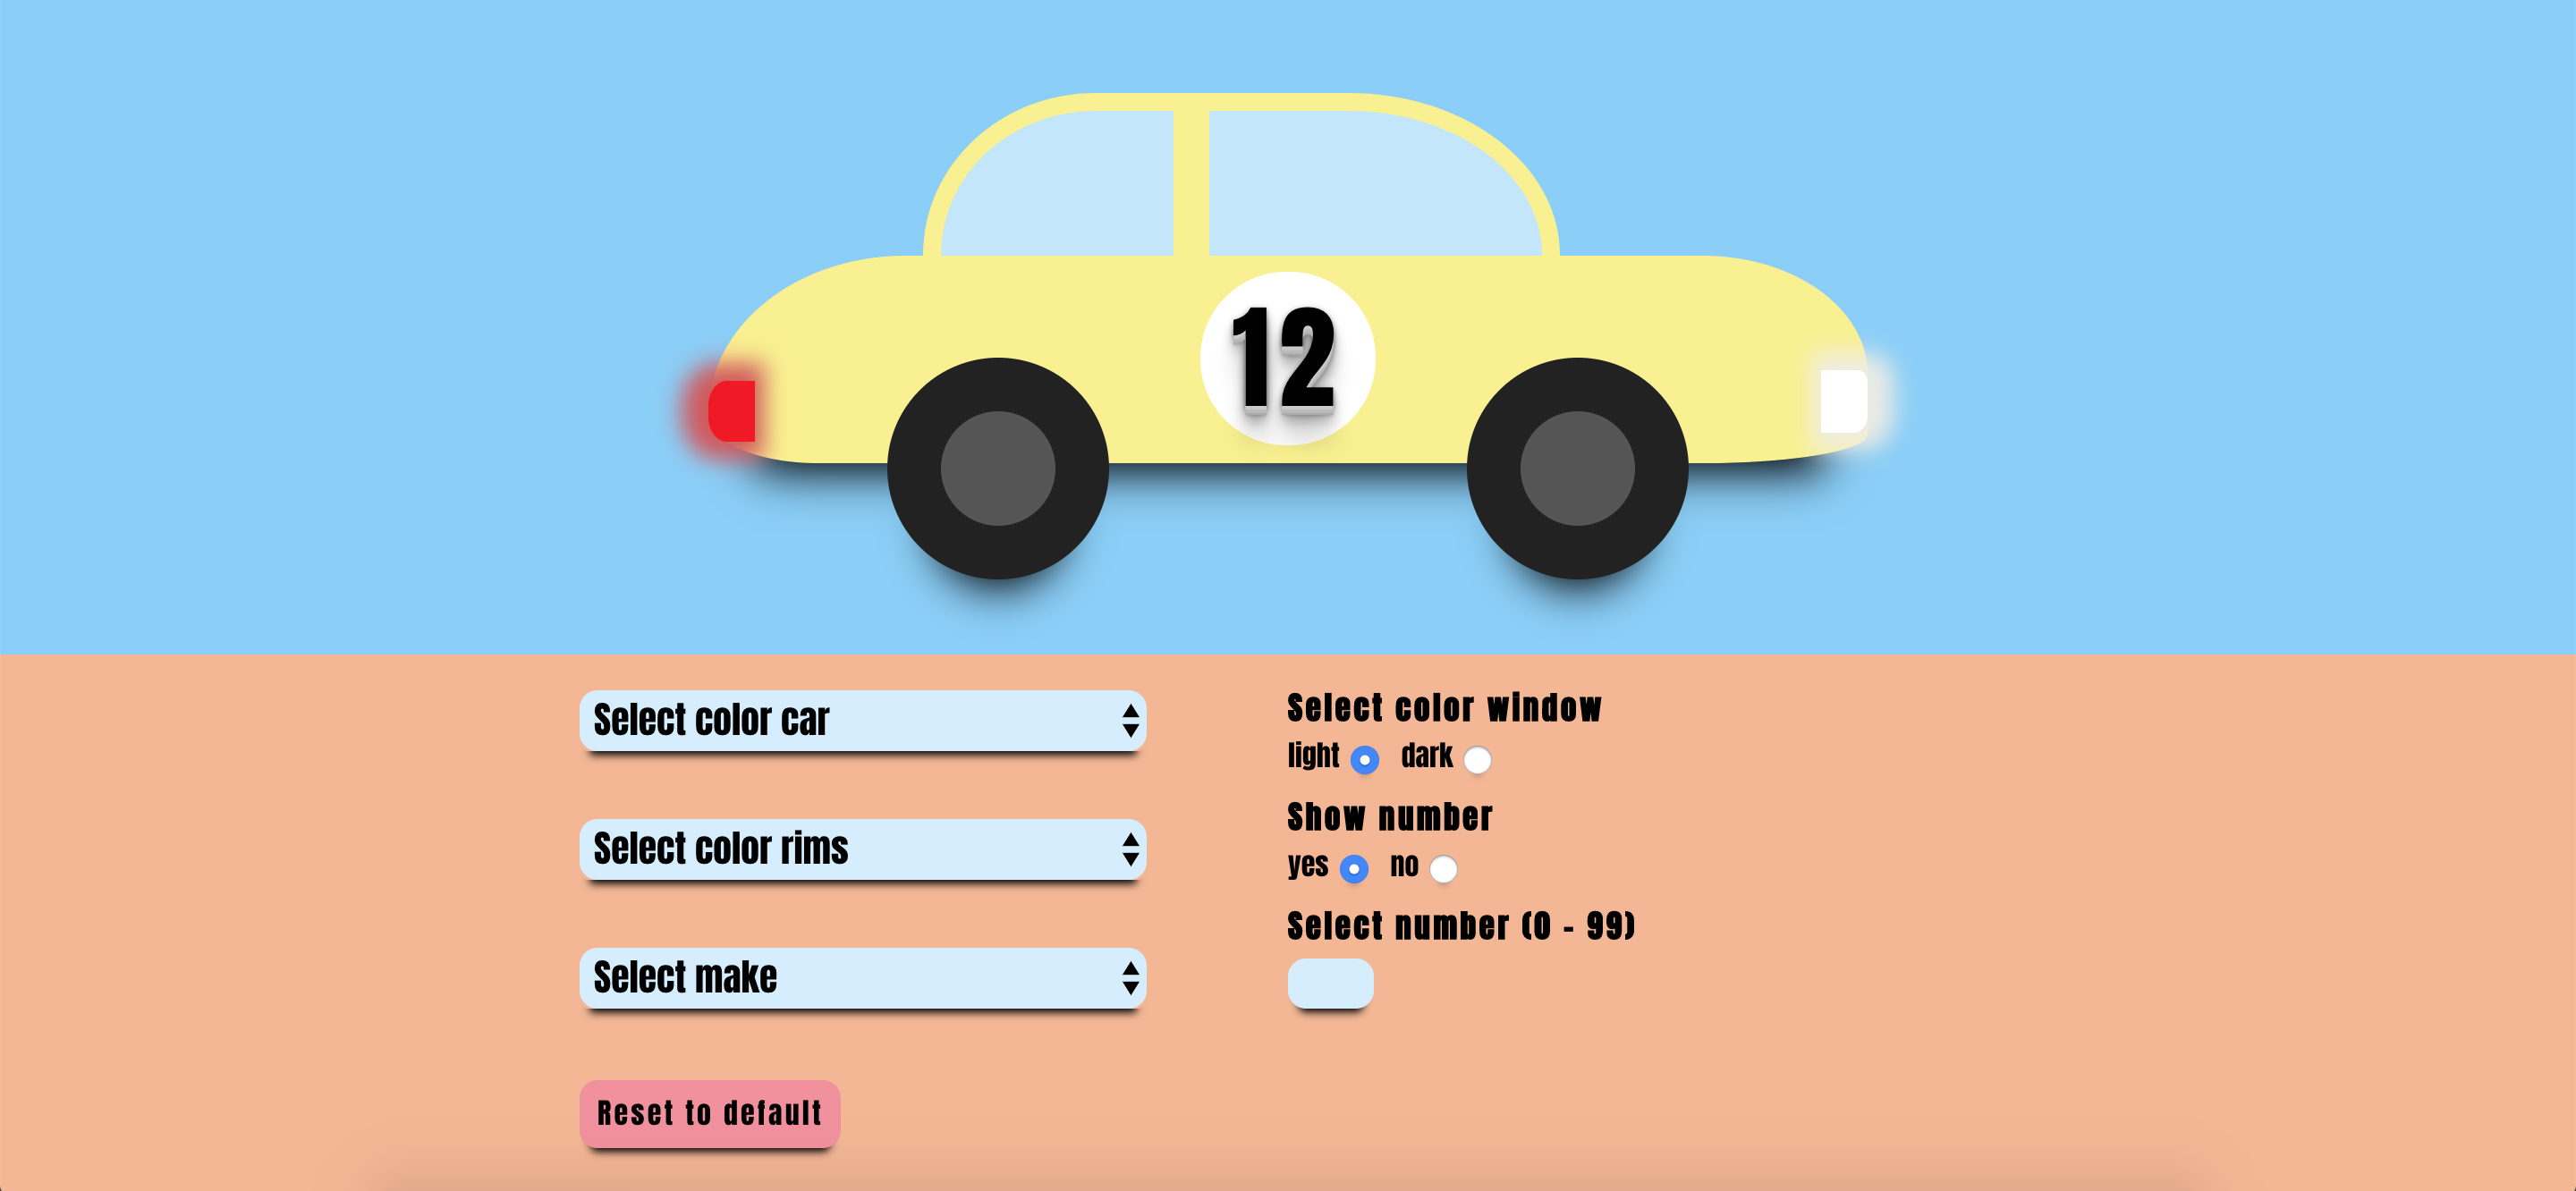 12
Select color car
Select color rims
Select make
Reset to default
Select color window
light dark
Show number
yes no
Select number (0 - 99)